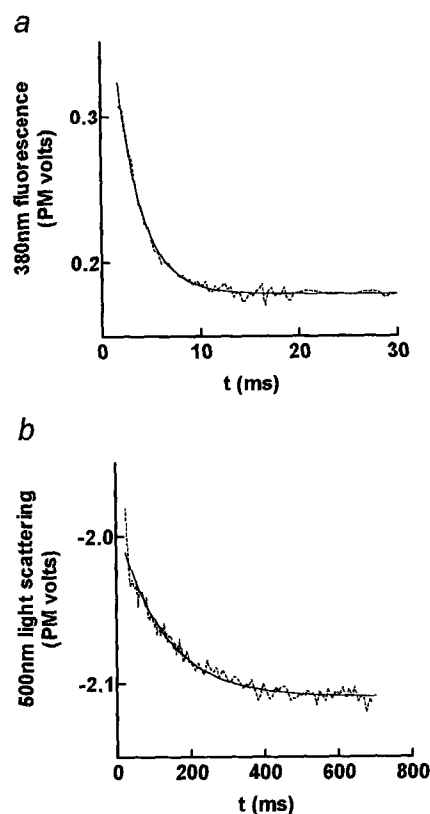 a
380nm fluorescence
(PM volts)
0.3
0.2
0
10
20
30
t (ms)
b
500nm light scattering
(PM volts)
-2.0
-2.10
0
200
400
600
800
t (ms)